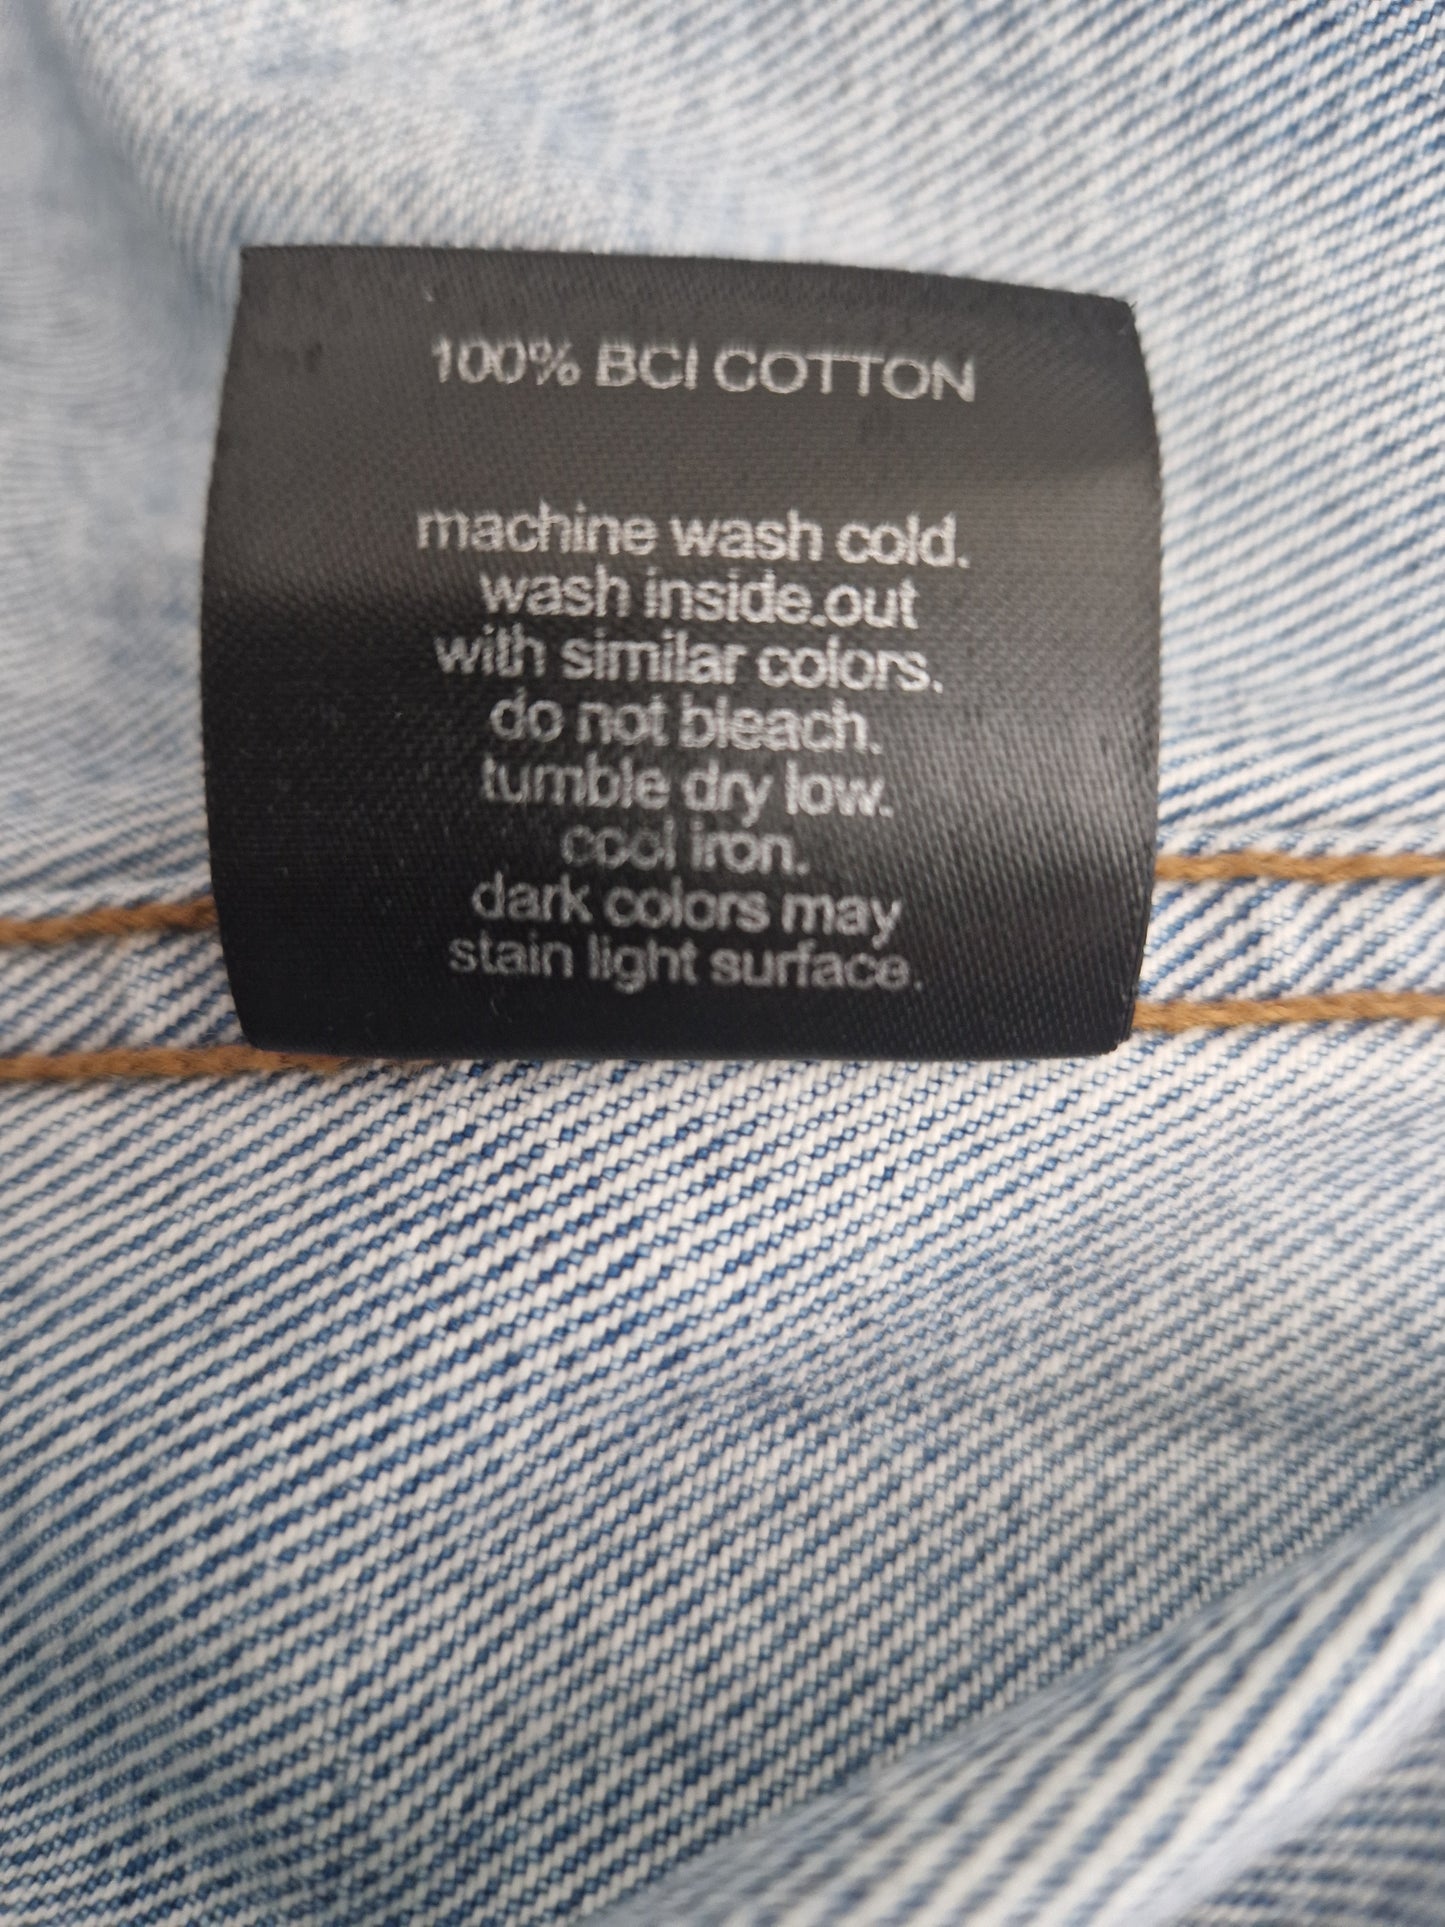 100% BCI COTTON
machine wash cold.
wash inside.out
with similar colors.
do not bleach.
tumble dry low.
cool iron.
dark colors may
stain light surface.